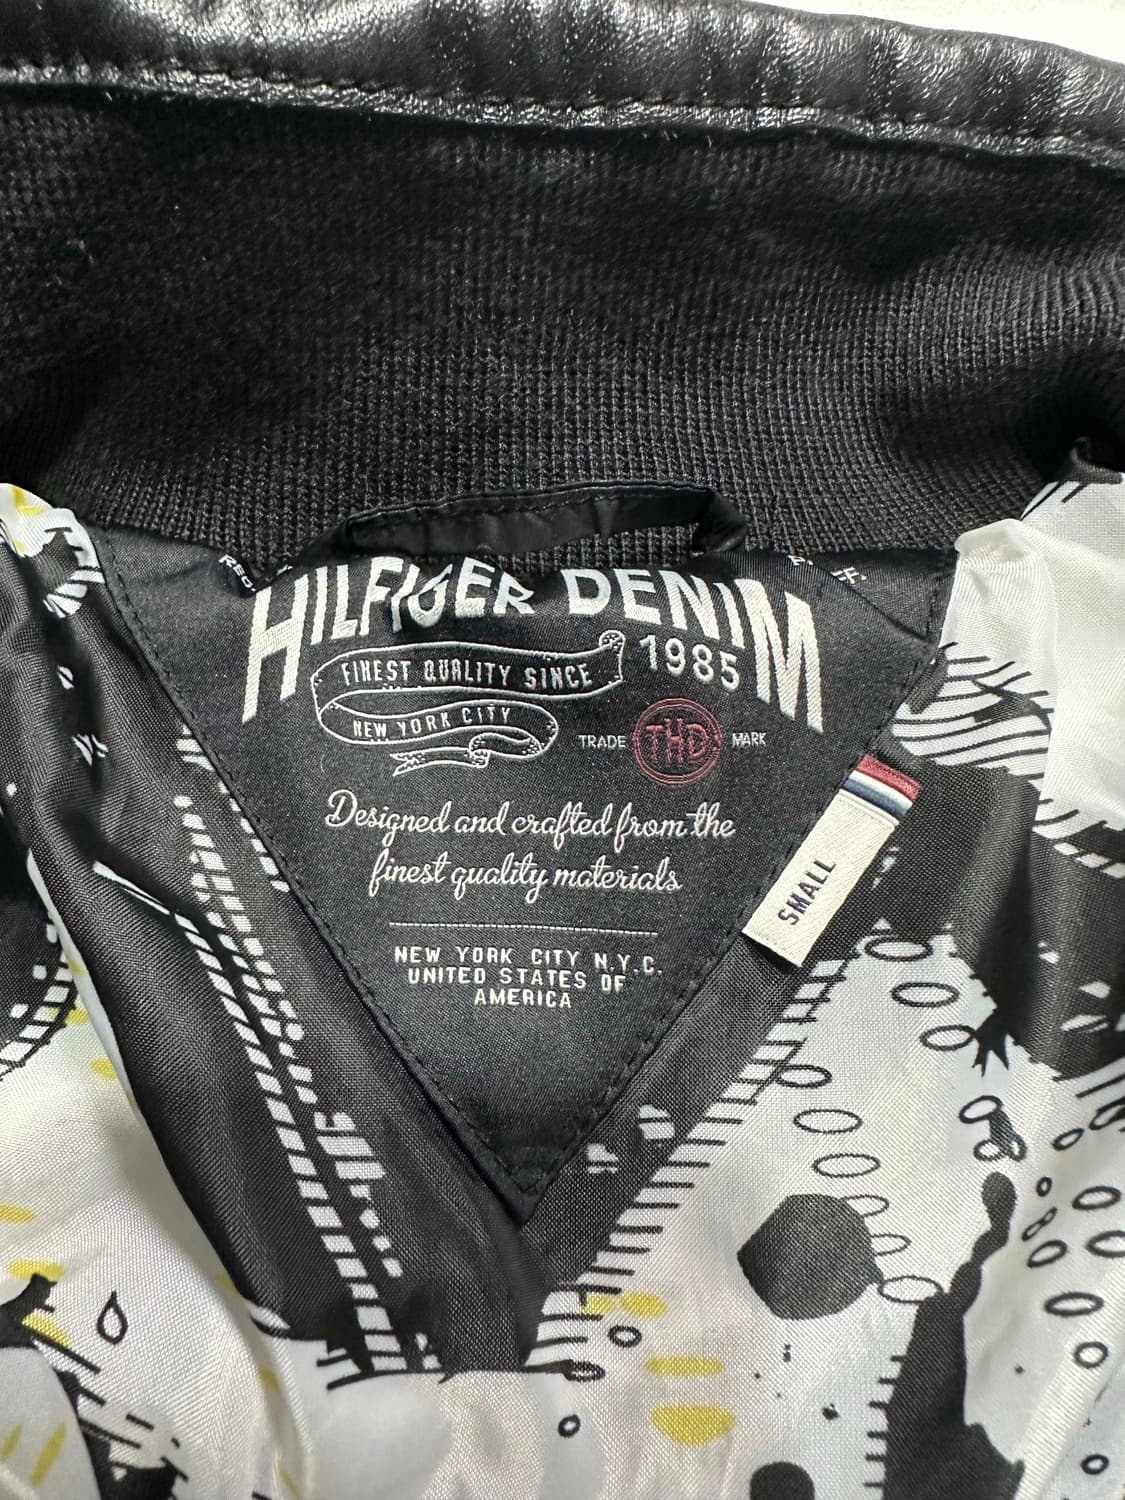 HILFIGER DENIM
FINEST QUALITY SINCE
1985
NEW YORK CITY
TRADE THD MARK
Designed and crafted from the
finest quality materials
NEW YORK CITY N.Y.C.
UNITED STATES OF
AMERICA
SMALL